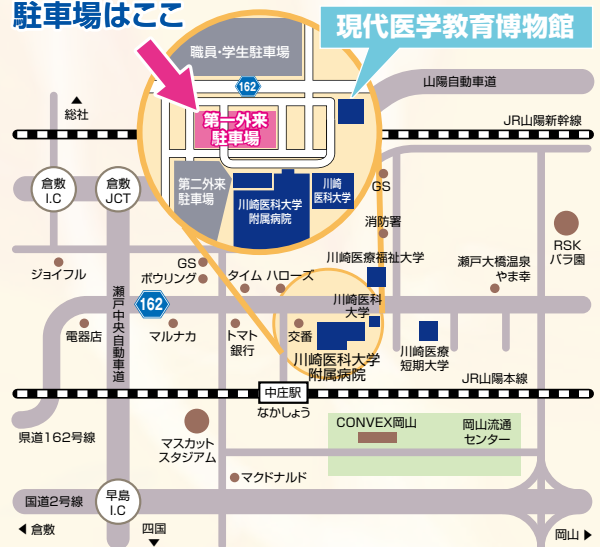 駐車場はここ
現代医学教育博物館
職員・学生駐車場
162
山陽自動車道
▲
総社
第一外来
駐車場
JR山陽新幹線
倉敷
I.C
倉敷
JCT
第二外来
駐車場
川崎医科大学
附属病院
川崎
医科大学
GS
消防署
RSK
バラ園
川崎医療福祉大学
瀬戸大橋温泉
やま幸
ジョイフル
GS
ボウリング
タイム
ハローズ
瀬戸中央自動車道
162
川崎医科
大学
電器店
マルナカ
トマト
銀行
交番
川崎医科大学
附属病院
川崎医療
短期大学
JR山陽本線
中庄駅
なかしょう
県道162号線
マスカット
スタジアム
CONVEX岡山
岡山流通
センター
マクドナルド
国道2号線
早島
I.C
◀ 倉敷
四国
▼
岡山 ▶